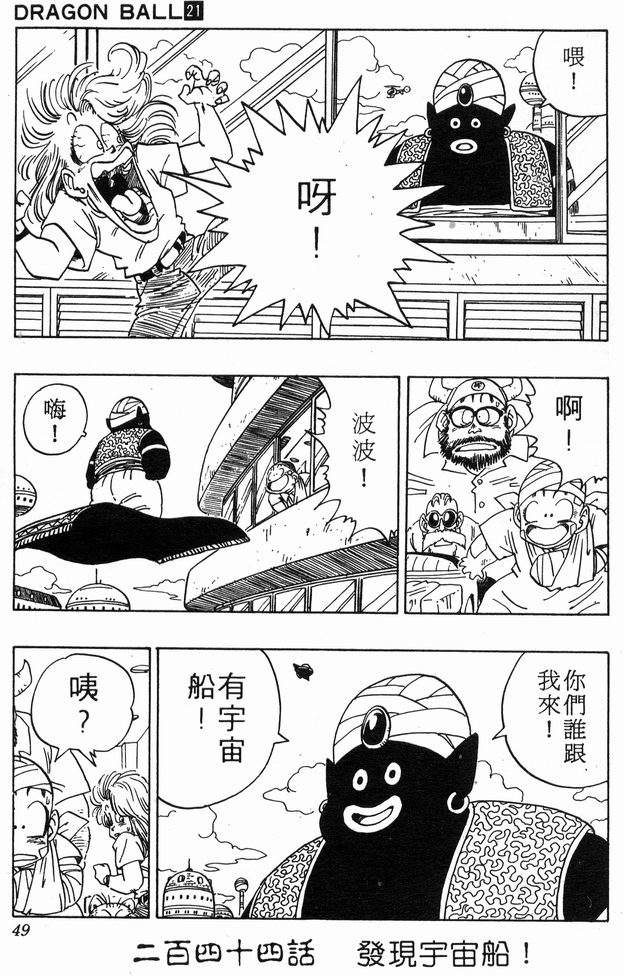 DRAGON BALL 21
喂！
呀！
啊！
波波！
嗨！
你們誰跟
我來！
有宇宙
船！
咦？
49
二百四十四話 發現宇宙船！